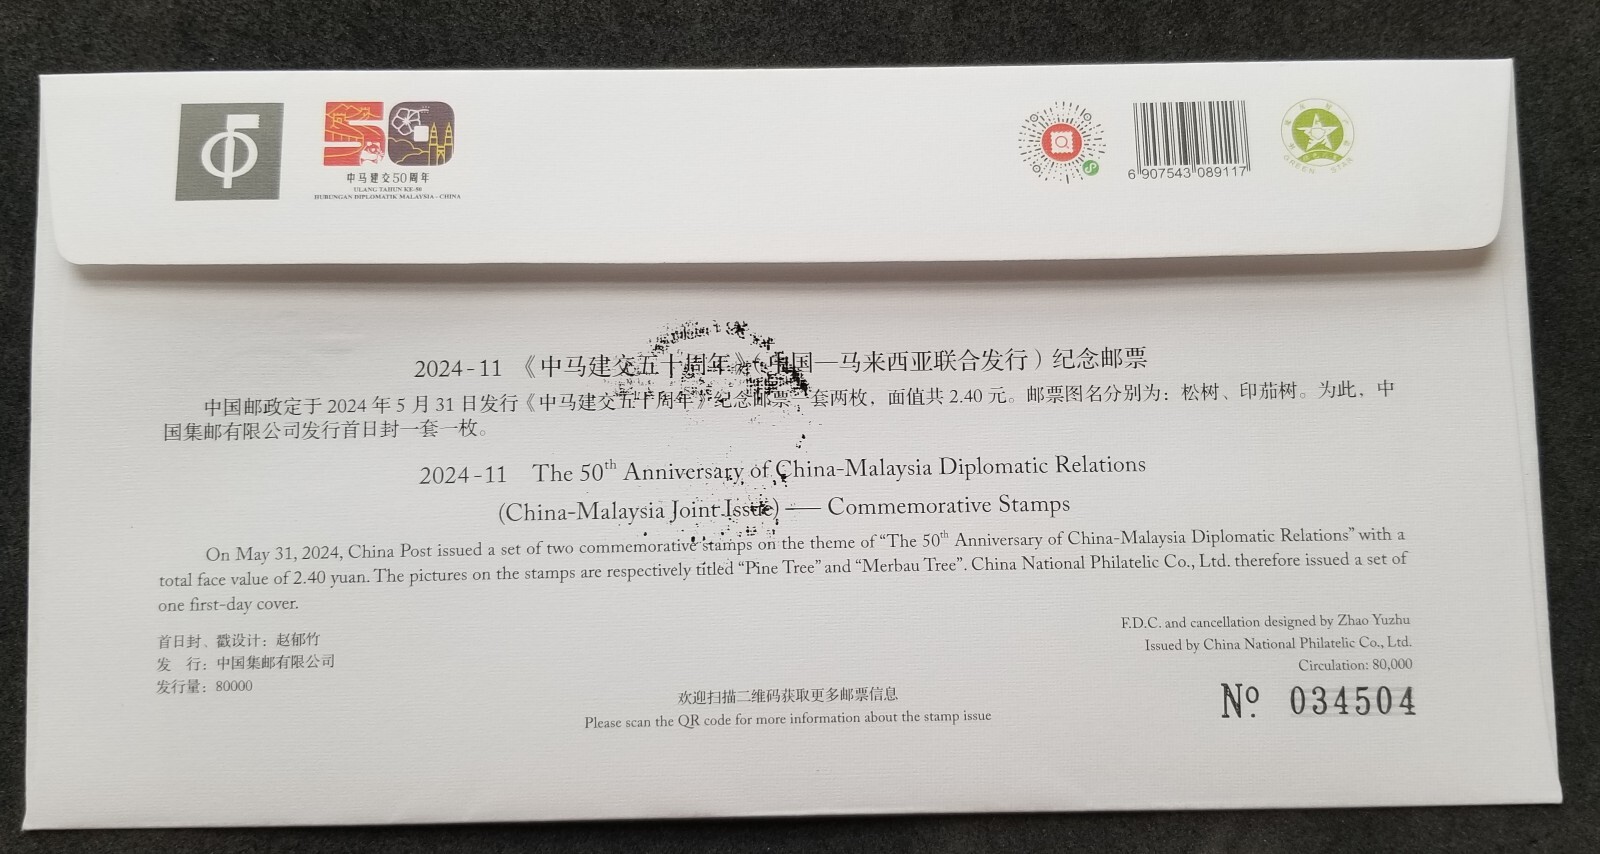 中马建交50周年
ULANG TAHUN KE-50
HUBUNGAN DIPLOMATIK MALAYSIA - CHINA
6 907543 089117
GREEN STAR
2024-11 《中马建交五十周年》（中国—马来西亚联合发行）纪念邮票
中国邮政定于 2024 年 5 月 31 日发行《中马建交五十周年》纪念邮票一套两枚，面值共 2.40 元。邮票图名分别为：松树、印茄树。为此，中
国集邮有限公司发行首日封一套一枚。
2024-11 The 50th Anniversary of China-Malaysia Diplomatic Relations
(China-Malaysia Joint Issue) —— Commemorative Stamps
On May 31, 2024, China Post issued a set of two commemorative stamps on the theme of “The 50th Anniversary of China-Malaysia Diplomatic Relations” with a
total face value of 2.40 yuan. The pictures on the stamps are respectively titled “Pine Tree” and “Merbau Tree”. China National Philatelic Co., Ltd. therefore issued a set of
one first-day cover.
首日封、戳设计：赵郁竹
发 行：中国集邮有限公司
发行量：80000
F.D.C. and cancellation designed by Zhao Yuzhu
Issued by China National Philatelic Co., Ltd.
Circulation: 80,000
No. 034504
欢迎扫描二维码获取更多邮票信息
Please scan the QR code for more information about the stamp issue